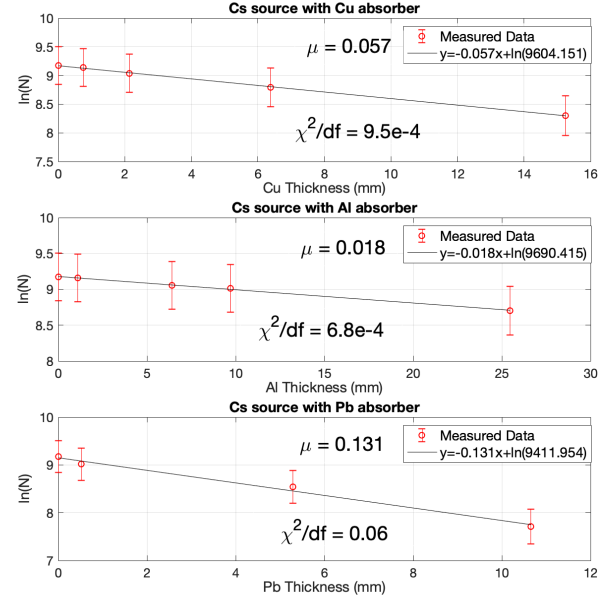 Cs source with Cu absorber
10
9.5
9
8.5
8
7.5
ln(N)
μ = 0.057
Measured Data
y=-0.057x+ln(9604.151)
χ²/df = 9.5e-4
0 2 4 6 8 10 12 14 16
Cu Thickness (mm)
Cs source with Al absorber
10
9.5
9
8.5
8
ln(N)
μ = 0.018
Measured Data
y=-0.018x+ln(9690.415)
χ²/df = 6.8e-4
0 5 10 15 20 25 30
Al Thickness (mm)
Cs source with Pb absorber
10
9
8
7
ln(N)
μ = 0.131
Measured Data
y=-0.131x+ln(9411.954)
χ²/df = 0.06
0 2 4 6 8 10 12
Pb Thickness (mm)